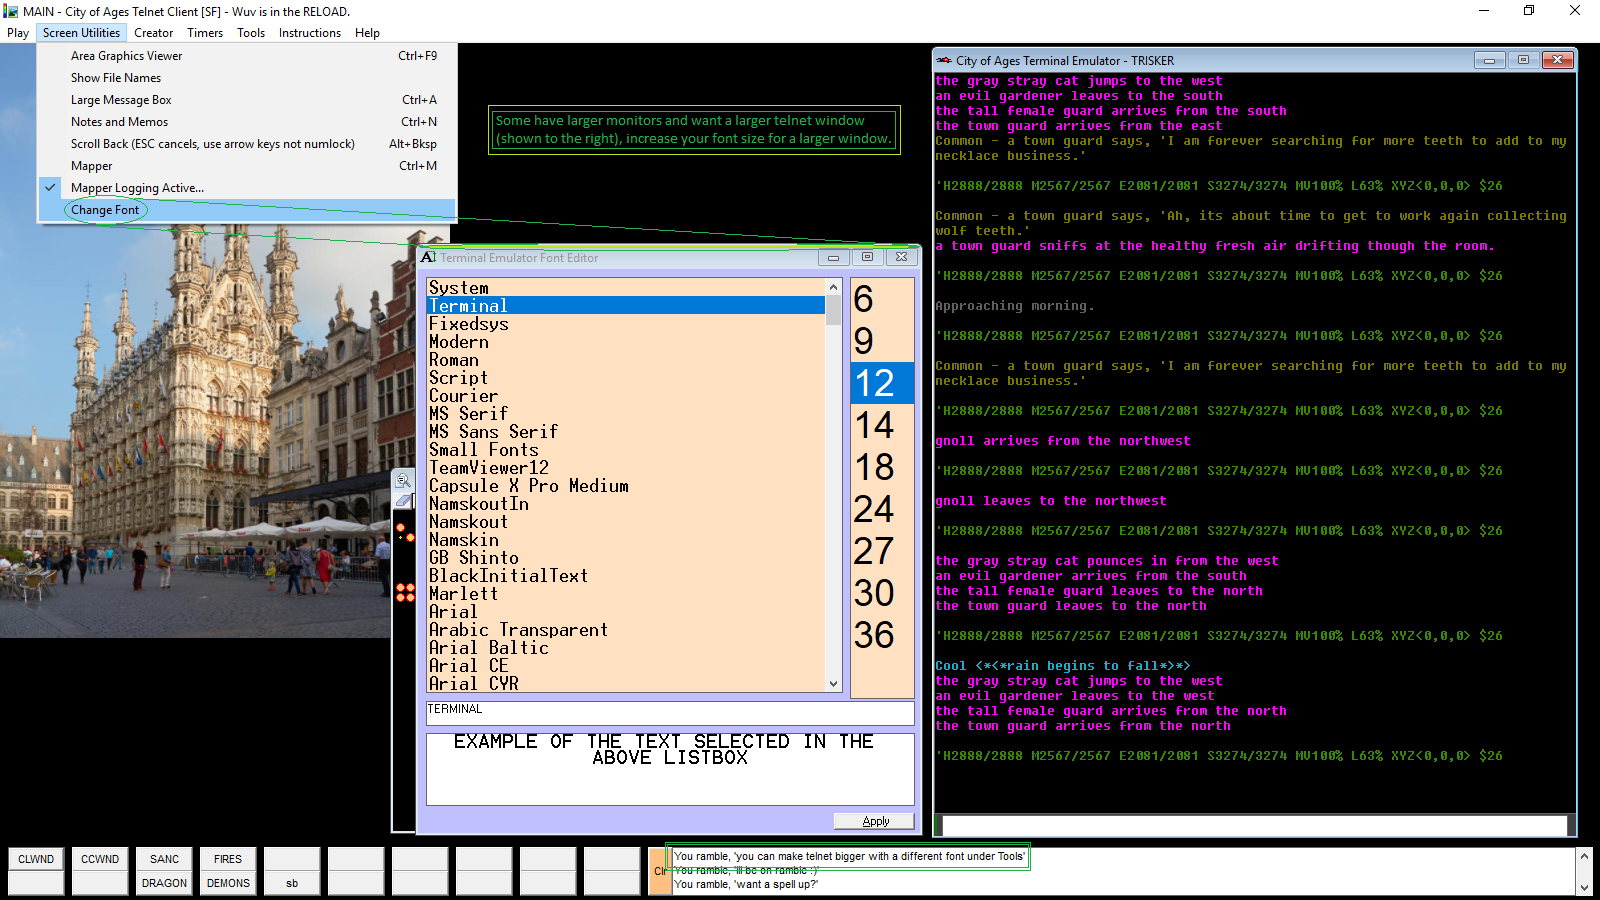 MAIN - City of Ages Telnet Client [SF] - Wuv is in the RELOAD.
Play Screen Utilities Creator Timers Tools Instructions Help
Area Graphics Viewer Ctrl+F9
Show File Names
Large Message Box Ctrl+A
Notes and Memos Ctrl+N
Scroll Back (ESC cancels, use arrow keys not numlock) Alt+Bksp
Mapper Ctrl+M
Mapper Logging Active...
Change Font
Some have larger monitors and want a larger telnet window
(shown to the right), increase your font size for a larger window.
Terminal Emulator Font Editor
System
Terminal
Fixedsys
Modern
Roman
Script
Courier
MS Serif
MS Sans Serif
Small Fonts
TeamViewer12
Capsule X Pro Medium
NamskoutIn
Namskout
Namskin
GB Shinto
BlackInitialText
Marlett
Arial
Arabic Transparent
Arial Baltic
Arial CE
Arial CYR
6
9
12
14
18
24
27
30
36
TERMINAL
EXAMPLE OF THE TEXT SELECTED IN THE
ABOVE LISTBOX
Apply
City of Ages Terminal Emulator - TRISKER
the gray stray cat jumps to the west
an evil gardener leaves to the south
the tall female guard arrives from the south
the town guard arrives from the east
Common - a town guard says, 'I am forever searching for more teeth to add to my
necklace business.'
'H2888/2888 M2567/2567 E2081/2081 S3274/3274 MV100% L63% XYZ<0,0,0> $26
Common - a town guard says, 'Ah, its about time to get to work again collecting
wolf teeth.'
a town guard sniffs at the healthy fresh air drifting though the room.
'H2888/2888 M2567/2567 E2081/2081 S3274/3274 MV100% L63% XYZ<0,0,0> $26
Approaching morning.
'H2888/2888 M2567/2567 E2081/2081 S3274/3274 MV100% L63% XYZ<0,0,0> $26
Common - a town guard says, 'I am forever searching for more teeth to add to my
necklace business.'
'H2888/2888 M2567/2567 E2081/2081 S3274/3274 MV100% L63% XYZ<0,0,0> $26
gnoll arrives from the northwest
'H2888/2888 M2567/2567 E2081/2081 S3274/3274 MV100% L63% XYZ<0,0,0> $26
gnoll leaves to the northwest
'H2888/2888 M2567/2567 E2081/2081 S3274/3274 MV100% L63% XYZ<0,0,0> $26
the gray stray cat pounces in from the west
an evil gardener arrives from the south
the tall female guard leaves to the north
the town guard leaves to the north
'H2888/2888 M2567/2567 E2081/2081 S3274/3274 MV100% L63% XYZ<0,0,0> $26
Cool <*<*rain begins to fall*>*>
the gray stray cat jumps to the west
an evil gardener leaves to the west
the tall female guard arrives from the north
the town guard arrives from the north
'H2888/2888 M2567/2567 E2081/2081 S3274/3274 MV100% L63% XYZ<0,0,0> $26
CLWND CCWND SANC FIRES
DRAGON DEMONS sb
Clr
You ramble, 'you can make telnet bigger with a different font under Tools'
You ramble, 'Ill be on ramble :)'
You ramble, 'want a spell up?'